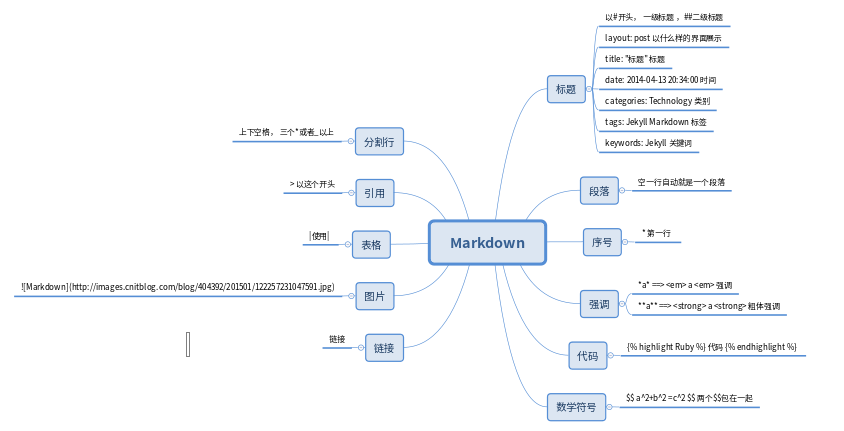 Markdown
标题
以#开头， 一级标题 ，##二级标题
layout: post 以什么样的界面展示
title: "标题" 标题
date: 2014-04-13 20:34:00 时间
categories: Technology 类别
tags: Jekyll Markdown 标签
keywords: Jekyll 关键词
段落
空一行自动就是一个段落
序号
* 第一行
强调
*a* ==> <em> a <em> 强调
**a** ==> <strong> a <strong> 粗体强调
代码
{% highlight Ruby %} 代码 {% endhighlight %}
数学符号
$$ a^2+b^2 =c^2 $$ 两个$$包在一起
分割行
上下空格， 三个*或者_以上
引用
> 以这个开头
表格
|使用|
图片
![Markdown](http://images.cnitblog.com/blog/404392/201501/122257231047591.jpg)
链接
链接